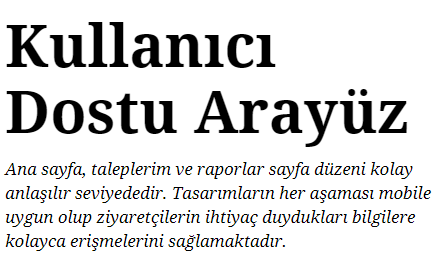 Kullanıcı
Dostu Arayüz
Ana sayfa, taleplerim ve raporlar sayfa düzeni kolay
anlaşılır seviyededir. Tasarımların her aşaması mobile
uygun olup ziyaretçilerin ihtiyaç duydukları bilgilere
kolayca erişmelerini sağlamaktadır.